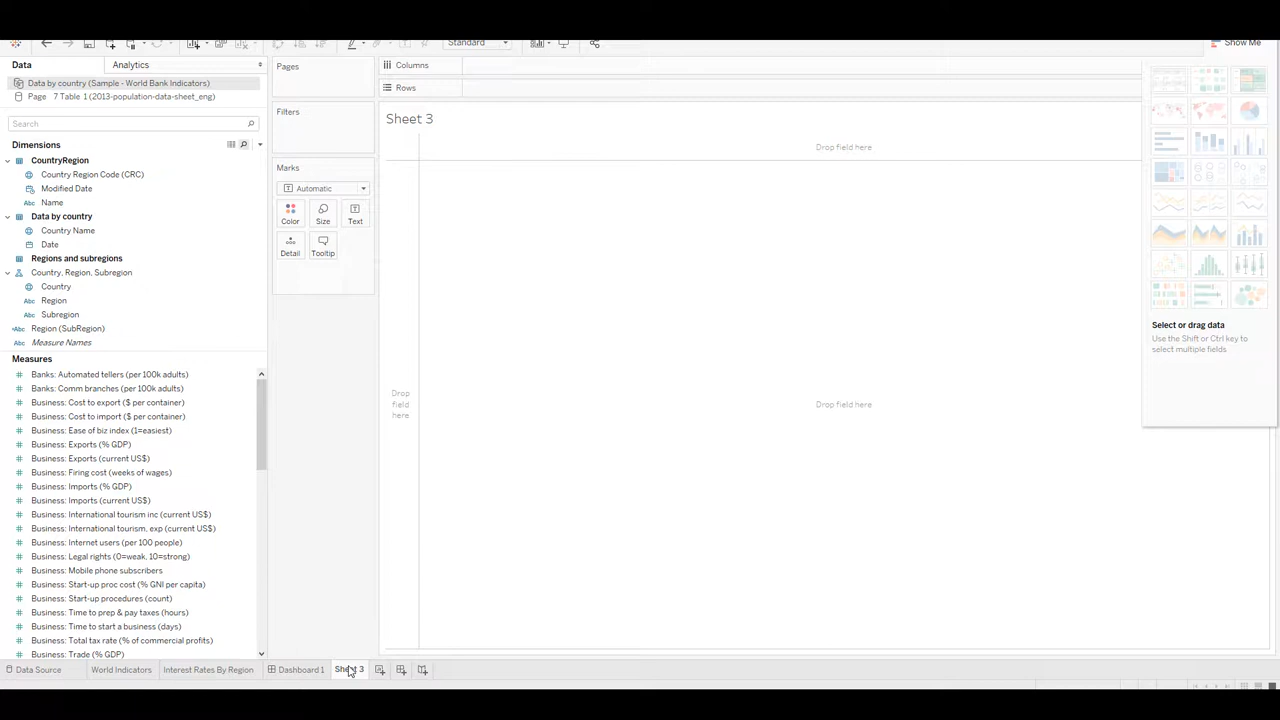 Standard
Show Me
Data
Analytics
Pages
Columns
Rows
Data by country (Sample - World Bank Indicators)
Page 7 Table 1 (2013-population-data-sheet_eng)
Search
Filters
Sheet 3
Drop field here
Dimensions
CountryRegion
Country Region Code (CRC)
Modified Date
Abc Name
Data by country
Country Name
Date
Regions and subregions
Country, Region, Subregion
Country
Abc Region
Abc Subregion
Abc Region (SubRegion)
Abc Measure Names
Marks
Automatic
Color
Size
Text
Detail
Tooltip
Drop
field
here
Drop field here
Select or drag data
Use the Shift or Ctrl key to
select multiple fields
Measures
# Banks: Automated tellers (per 100k adults)
# Banks: Comm branches (per 100k adults)
# Business: Cost to export ($ per container)
# Business: Cost to import ($ per container)
# Business: Ease of biz index (1=easiest)
# Business: Exports (% GDP)
# Business: Exports (current US$)
# Business: Firing cost (weeks of wages)
# Business: Imports (% GDP)
# Business: Imports (current US$)
# Business: International tourism inc (current US$)
# Business: International tourism, exp (current US$)
# Business: Internet users (per 100 people)
# Business: Legal rights (0=weak, 10=strong)
# Business: Mobile phone subscribers
# Business: Start-up proc cost (% GNI per capita)
# Business: Start-up procedures (count)
# Business: Time to prep & pay taxes (hours)
# Business: Time to start a business (days)
# Business: Total tax rate (% of commercial profits)
# Business: Trade (% GDP)
Data Source
World Indicators
Interest Rates By Region
Dashboard 1
Sheet 3